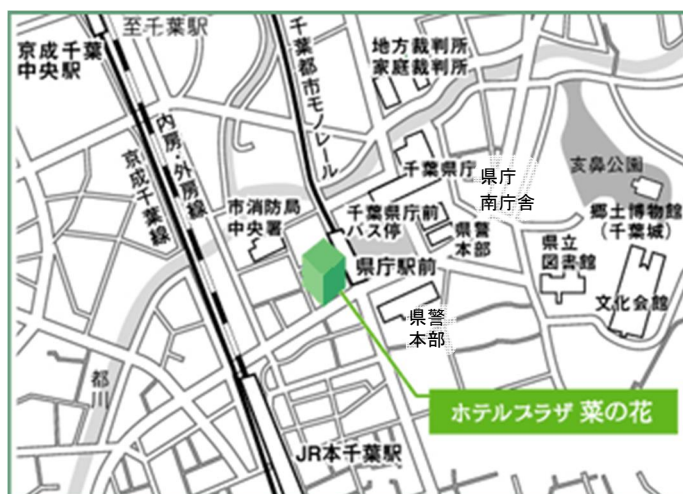 至千葉駅
京成千葉
中央駅
千葉都市モノレール
地方裁判所
家庭裁判所
内房・外房線
京成千葉線
市消防局
中央署
千葉県庁
県庁
南庁舎
亥鼻公園
千葉県庁前
バス停
県警
本部
郷土博物館
（千葉城）
県立
図書館
県庁駅前
文化会館
県警
本部
都川
ホテルプラザ 菜の花
JR本千葉駅